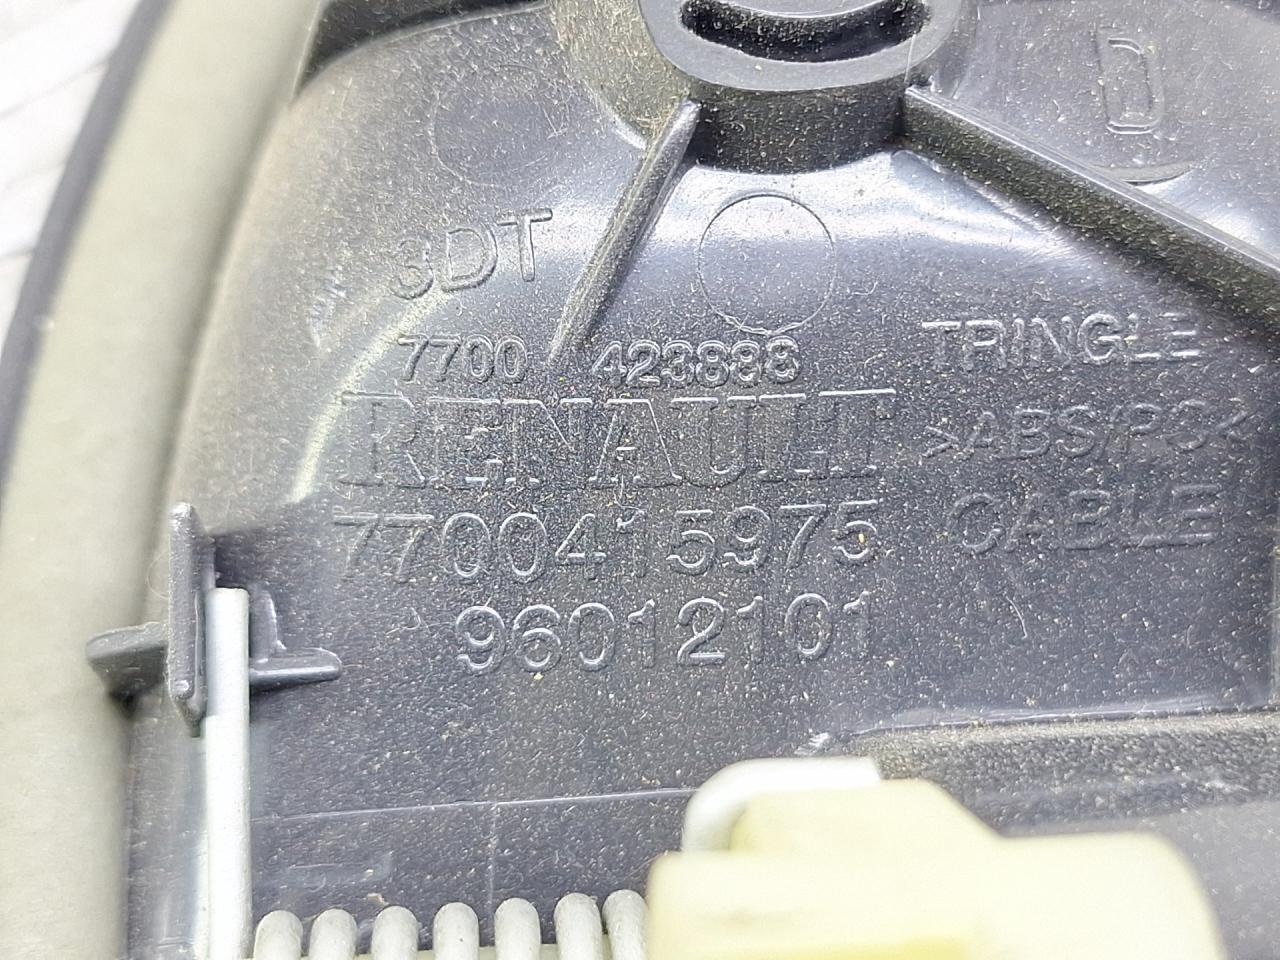 D
3DT
7700 423888
TRINGLE
RENAULT
>ABS/PC<
7700415975
CABLE
96012101